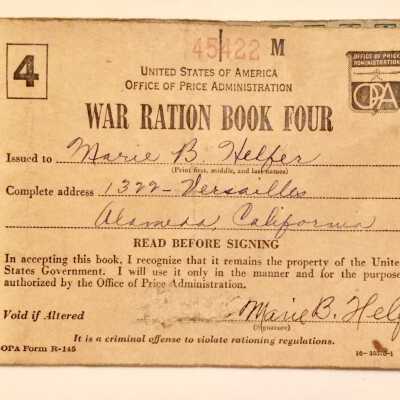 45422 M
4
UNITED STATES OF AMERICA
OFFICE OF PRICE ADMINISTRATION
OFFICE OF PRICE
ADMINISTRATION
OPA
WAR RATION BOOK FOUR
Issued to Marie B. Helfer
(Print first, middle, and last names)
Complete address 1322 - Versailles
Alameda, California
READ BEFORE SIGNING
In accepting this book, I recognize that it remains the property of the United
States Government. I will use it only in the manner and for the purpose
authorized by the Office of Price Administration.
Void if Altered Marie B. Helf
(Signature)
It is a criminal offense to violate rationing regulations.
OPA Form R-145